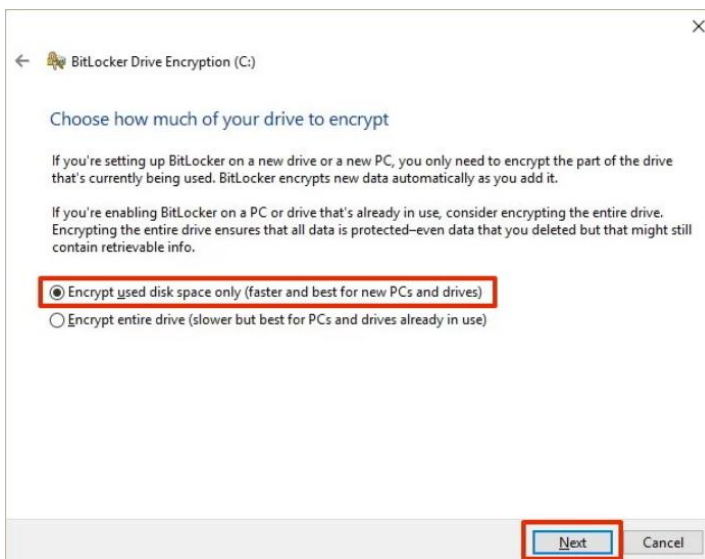 BitLocker Drive Encryption (C:)
Choose how much of your drive to encrypt
If you're setting up BitLocker on a new drive or a new PC, you only need to encrypt the part of the drive
that's currently being used. BitLocker encrypts new data automatically as you add it.
If you're enabling BitLocker on a PC or drive that's already in use, consider encrypting the entire drive.
Encrypting the entire drive ensures that all data is protected–even data that you deleted but that might still
contain retrievable info.
Encrypt used disk space only (faster and best for new PCs and drives)
Encrypt entire drive (slower but best for PCs and drives already in use)
Next Cancel